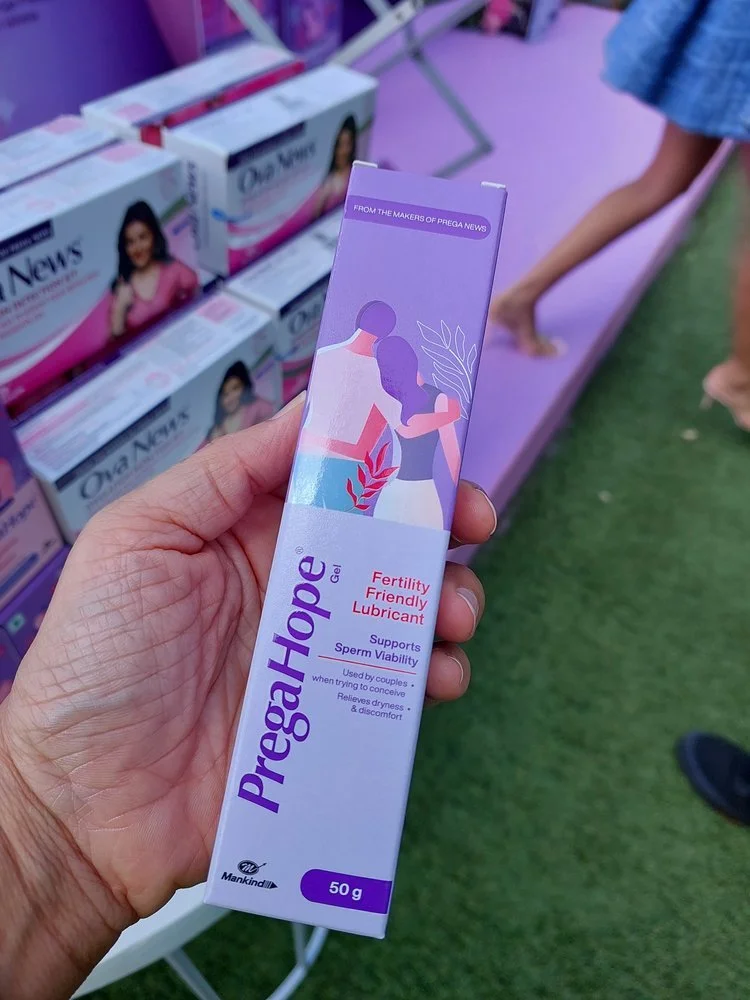 FROM THE MAKERS OF PREGA NEWS
PregaHope®
Gel
Fertility
Friendly
Lubricant
Supports
Sperm Viability
Used by couples •
when trying to conceive
Relieves dryness •
& discomfort
Mankind
50 g
Ova News
News
Ova News
Hope